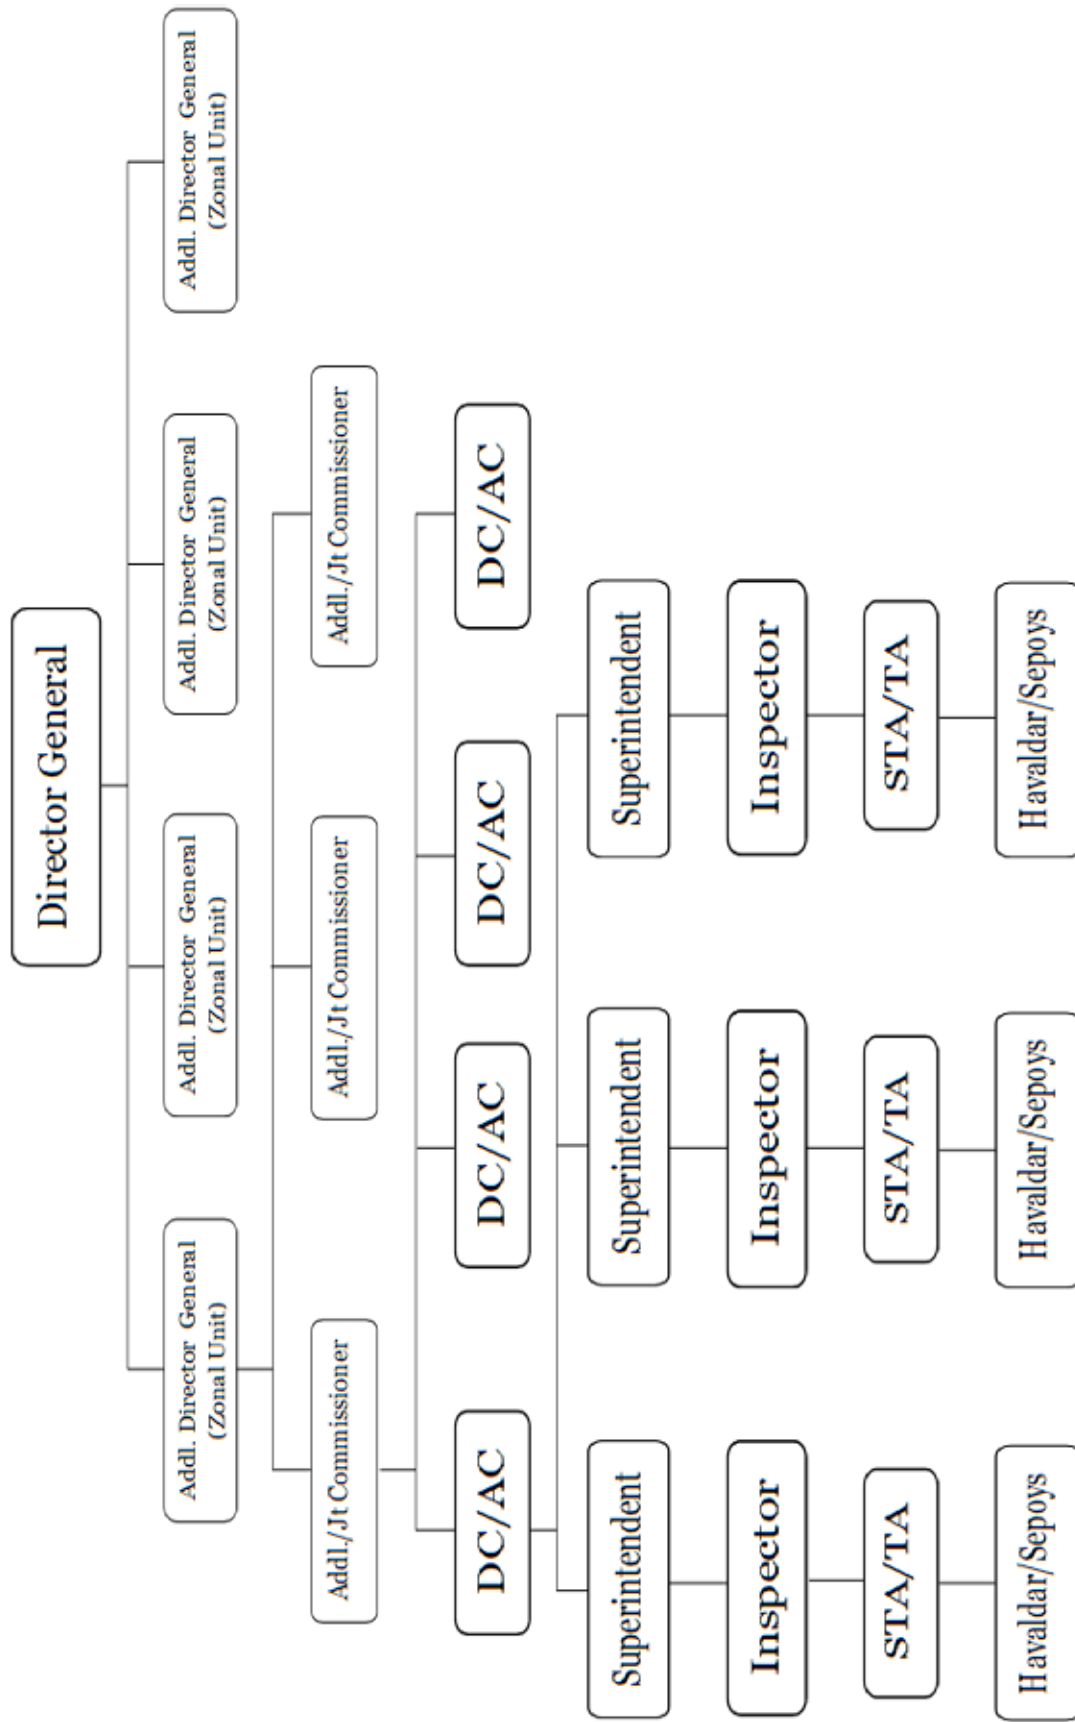 Director General
Addl. Director General
(Zonal Unit)
Addl. Director General
(Zonal Unit)
Addl. Director General
(Zonal Unit)
Addl. Director General
(Zonal Unit)
Addl./Jt Commissioner
Addl./Jt Commissioner
Addl./Jt Commissioner
DC/AC
DC/AC
DC/AC
DC/AC
Superintendent
Superintendent
Superintendent
Inspector
Inspector
Inspector
STA/TA
STA/TA
STA/TA
Havaldar/Sepoys
Havaldar/Sepoys
Havaldar/Sepoys